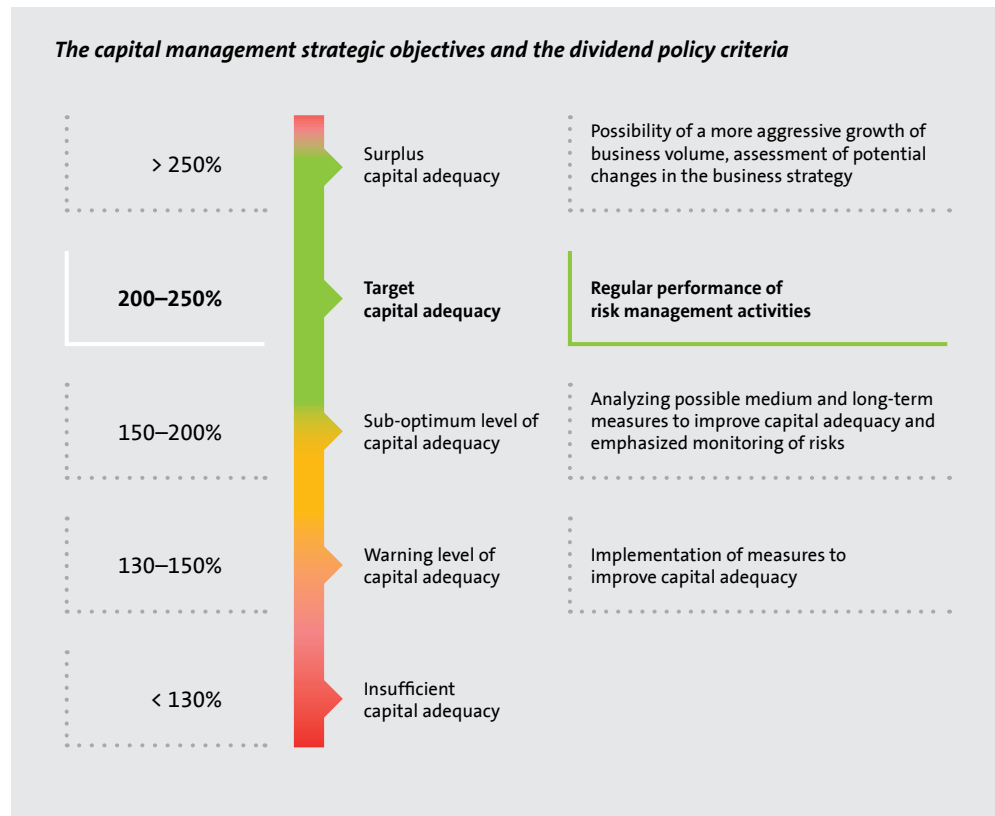 The capital management strategic objectives and the dividend policy criteria
> 250%
Surplus
capital adequacy
Possibility of a more aggressive growth of
business volume, assessment of potential
changes in the business strategy
200–250%
Target
capital adequacy
Regular performance of
risk management activities
150–200%
Sub-optimum level of
capital adequacy
Analyzing possible medium and long-term
measures to improve capital adequacy and
emphasized monitoring of risks
130–150%
Warning level of
capital adequacy
Implementation of measures to
improve capital adequacy
< 130%
Insufficient
capital adequacy